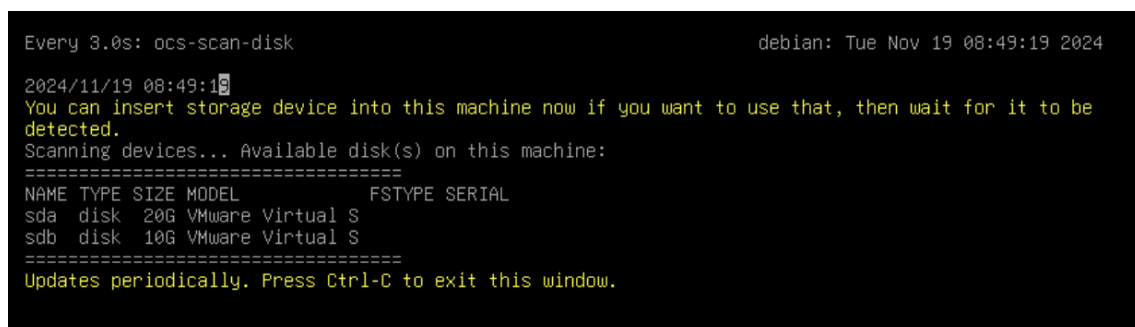 Every 3.0s: ocs-scan-disk debian: Tue Nov 19 08:49:19 2024
2024/11/19 08:49:19
You can insert storage device into this machine now if you want to use that, then wait for it to be
detected.
Scanning devices... Available disk(s) on this machine:
===================================
NAME TYPE SIZE MODEL FSTYPE SERIAL
sda disk 20G VMware Virtual S
sdb disk 10G VMware Virtual S
===================================
Updates periodically. Press Ctrl-C to exit this window.